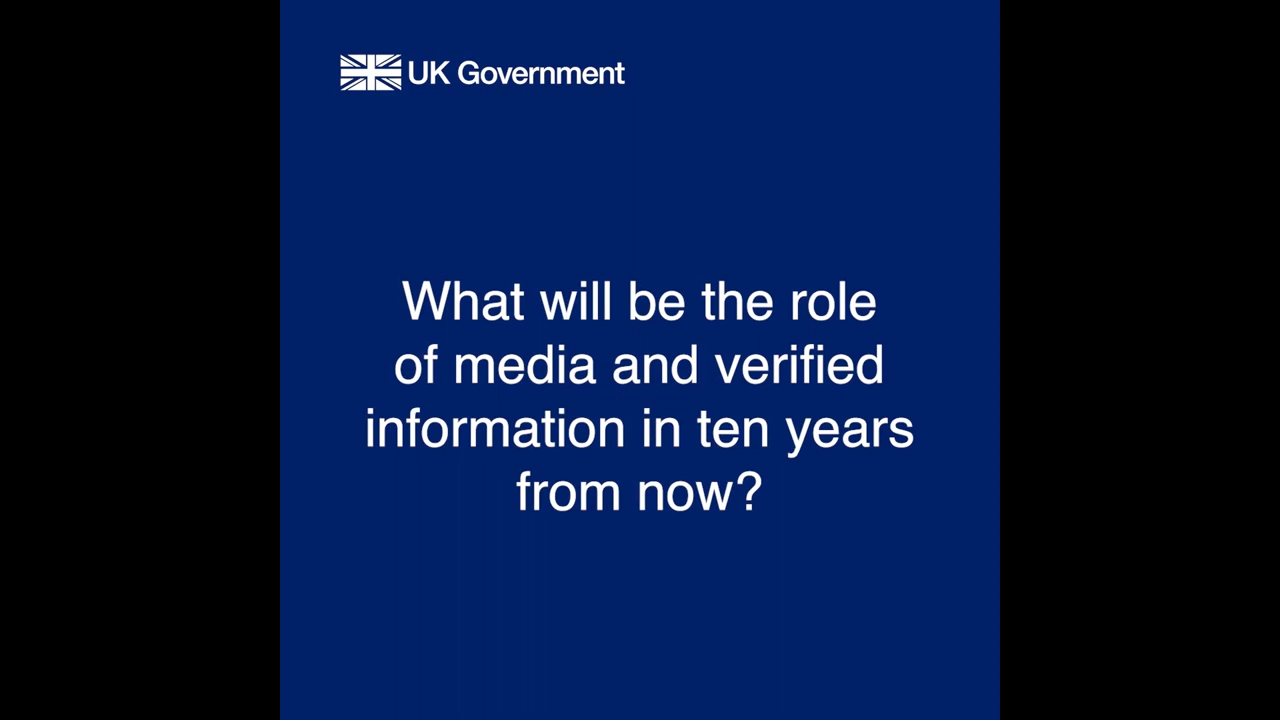 UK Government
What will be the role
of media and verified
information in ten years
from now?